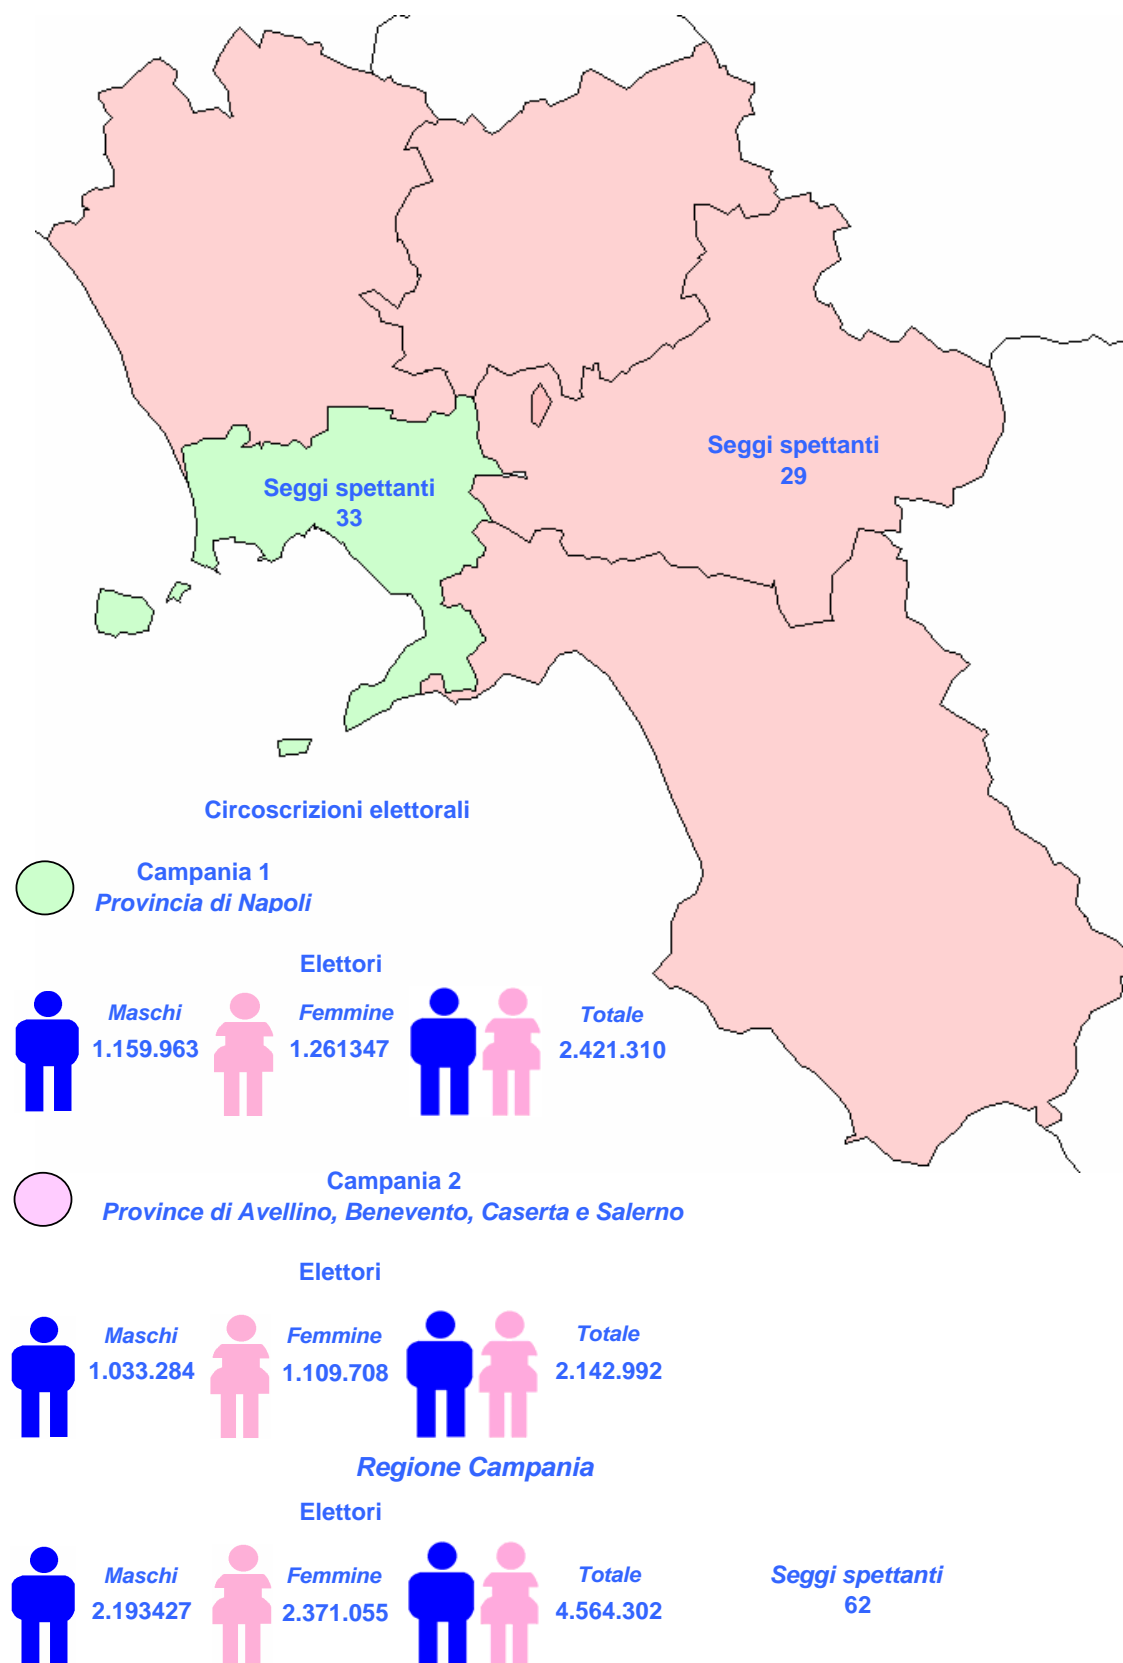 Seggi spettanti
29
Seggi spettanti
33
Circoscrizioni elettorali
Campania 1
Provincia di Napoli
Elettori
Maschi
1.159.963
Femmine
1.261347
Totale
2.421.310
Campania 2
Province di Avellino, Benevento, Caserta e Salerno
Elettori
Maschi
1.033.284
Femmine
1.109.708
Totale
2.142.992
Regione Campania
Elettori
Maschi
2.193427
Femmine
2.371.055
Totale
4.564.302
Seggi spettanti
62